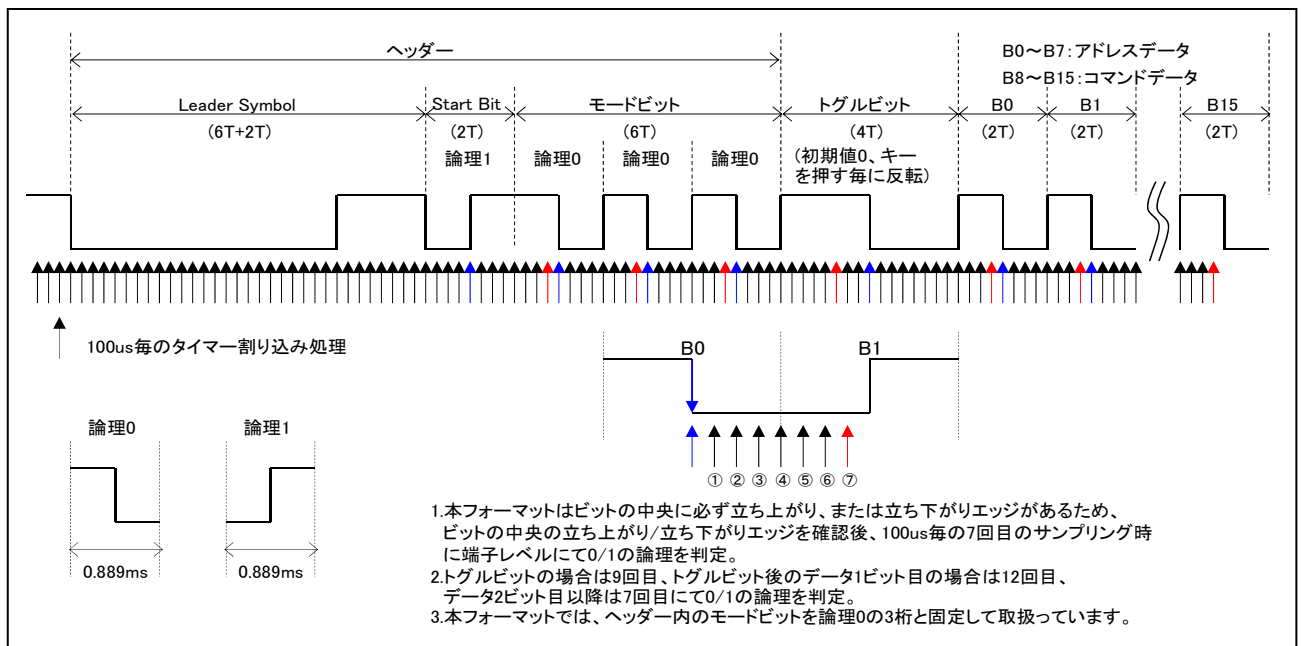 ヘッダー
B0～B7：アドレスデータ
B8～B15：コマンドデータ
Leader Symbol
(6T+2T)
Start Bit
(2T)
論理1
モードビット
(6T)
論理0
論理0
論理0
トグルビット
(4T)
(初期値0、キー
を押す毎に反転)
B0
(2T)
B1
(2T)
B15
(2T)
100us毎のタイマー割り込み処理
論理0
0.889ms
論理1
0.889ms
B0
B1
① ② ③ ④ ⑤ ⑥ ⑦
1.本フォーマットはビットの中央に必ず立ち上がり、または立ち下がりエッジがあるため、
ビットの中央の立ち上がり/立ち下がりエッジを確認後、100us毎の7回目のサンプリング時
に端子レベルにて0/1の論理を判定。
2.トグルビットの場合は9回目、トグルビット後のデータ1ビット目の場合は12回目、
データ2ビット目以降は7回目にて0/1の論理を判定。
3.本フォーマットでは、ヘッダー内のモードビットを論理0の3桁と固定して取扱っています。